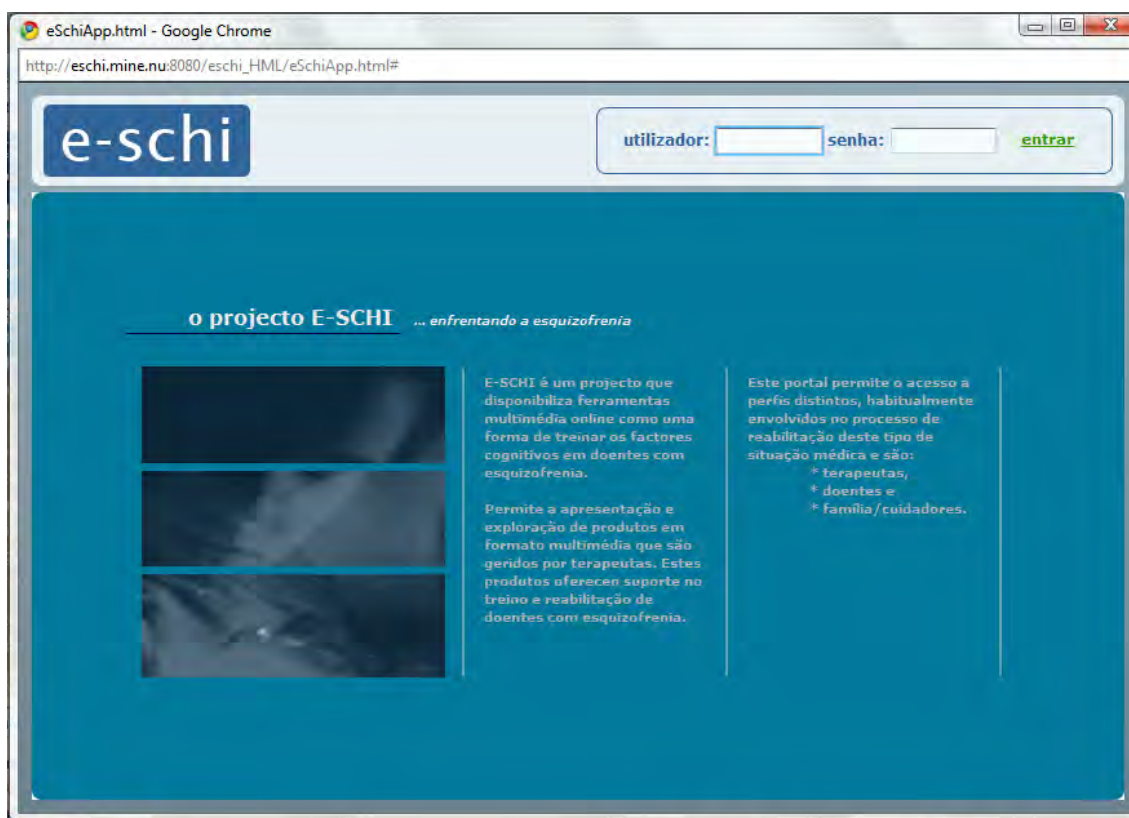 eSchiApp.html - Google Chrome
http://eschi.mine.nu:8080/eschi_HML/eSchiApp.html#
e-schi
utilizador: senha: entrar
o projecto E-SCHI ... enfrentando a esquizofrenia
E-SCHI é um projecto que
disponibiliza ferramentas
multimédia online como uma
forma de treinar os factores
cognitivos em doentes com
esquizofrenia.
Permite a apresentação e
exploração de produtos em
formato multimédia que são
geridos por terapeutas. Estes
produtos oferecen suporte no
treino e reabilitação de
doentes com esquizofrenia.
Este portal permite o acesso a
perfis distintos, habitualmente
envolvidos no processo de
reabilitação deste tipo de
situação médica e são:
* terapeutas,
* doentes e
* família/cuidadores.